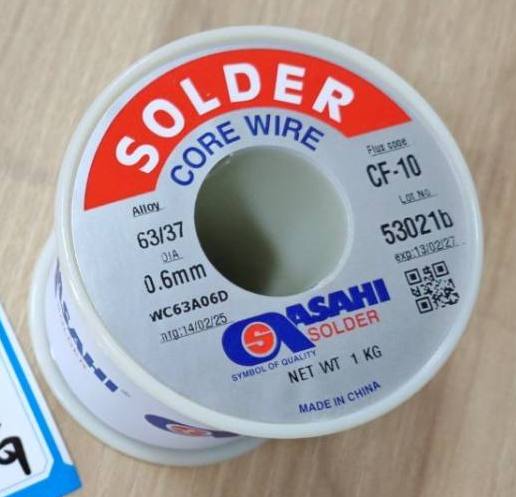 SOLDER
CORE WIRE
Alloy
63/37
DIA
0.6mm
WC63A06D
mfg:14/02/25
Flux code
CF-10
Lot No.
53021b
exp:13/02/27
ASAHI
SOLDER
SYMBOL OF QUALITY
NET WT 1 KG
MADE IN CHINA
ASAHI